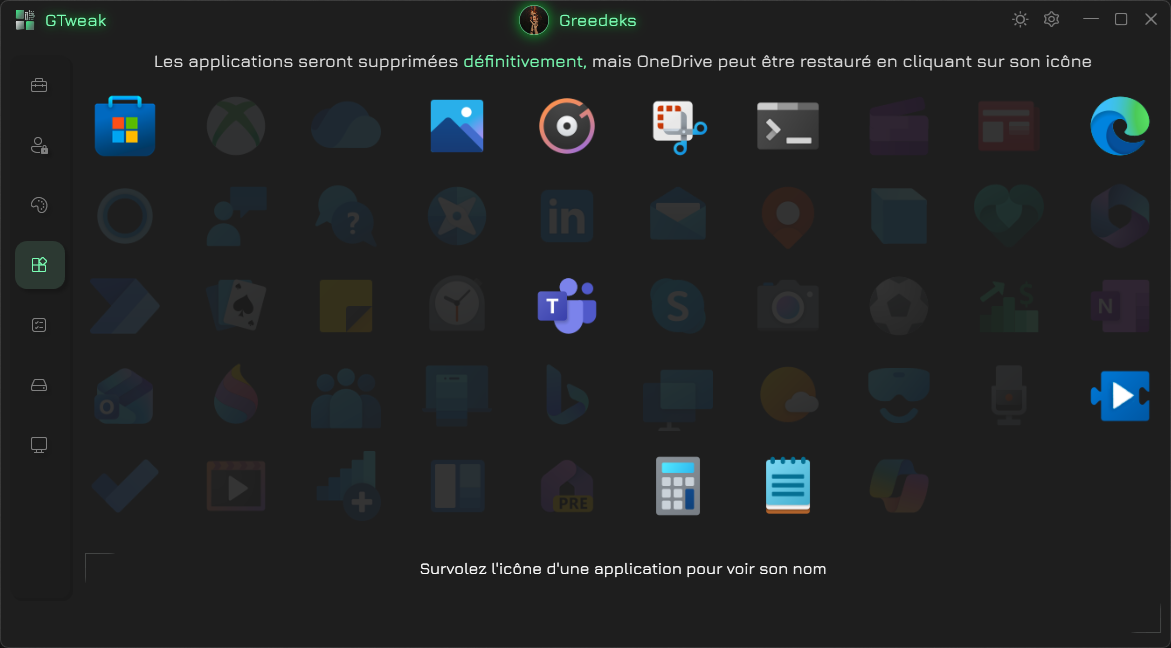 GTweak
Greedeks
Les applications seront supprimées définitivement, mais OneDrive peut être restauré en cliquant sur son icône
?
in
T
S
S
N
O
PRE
Survolez l'icône d'une application pour voir son nom